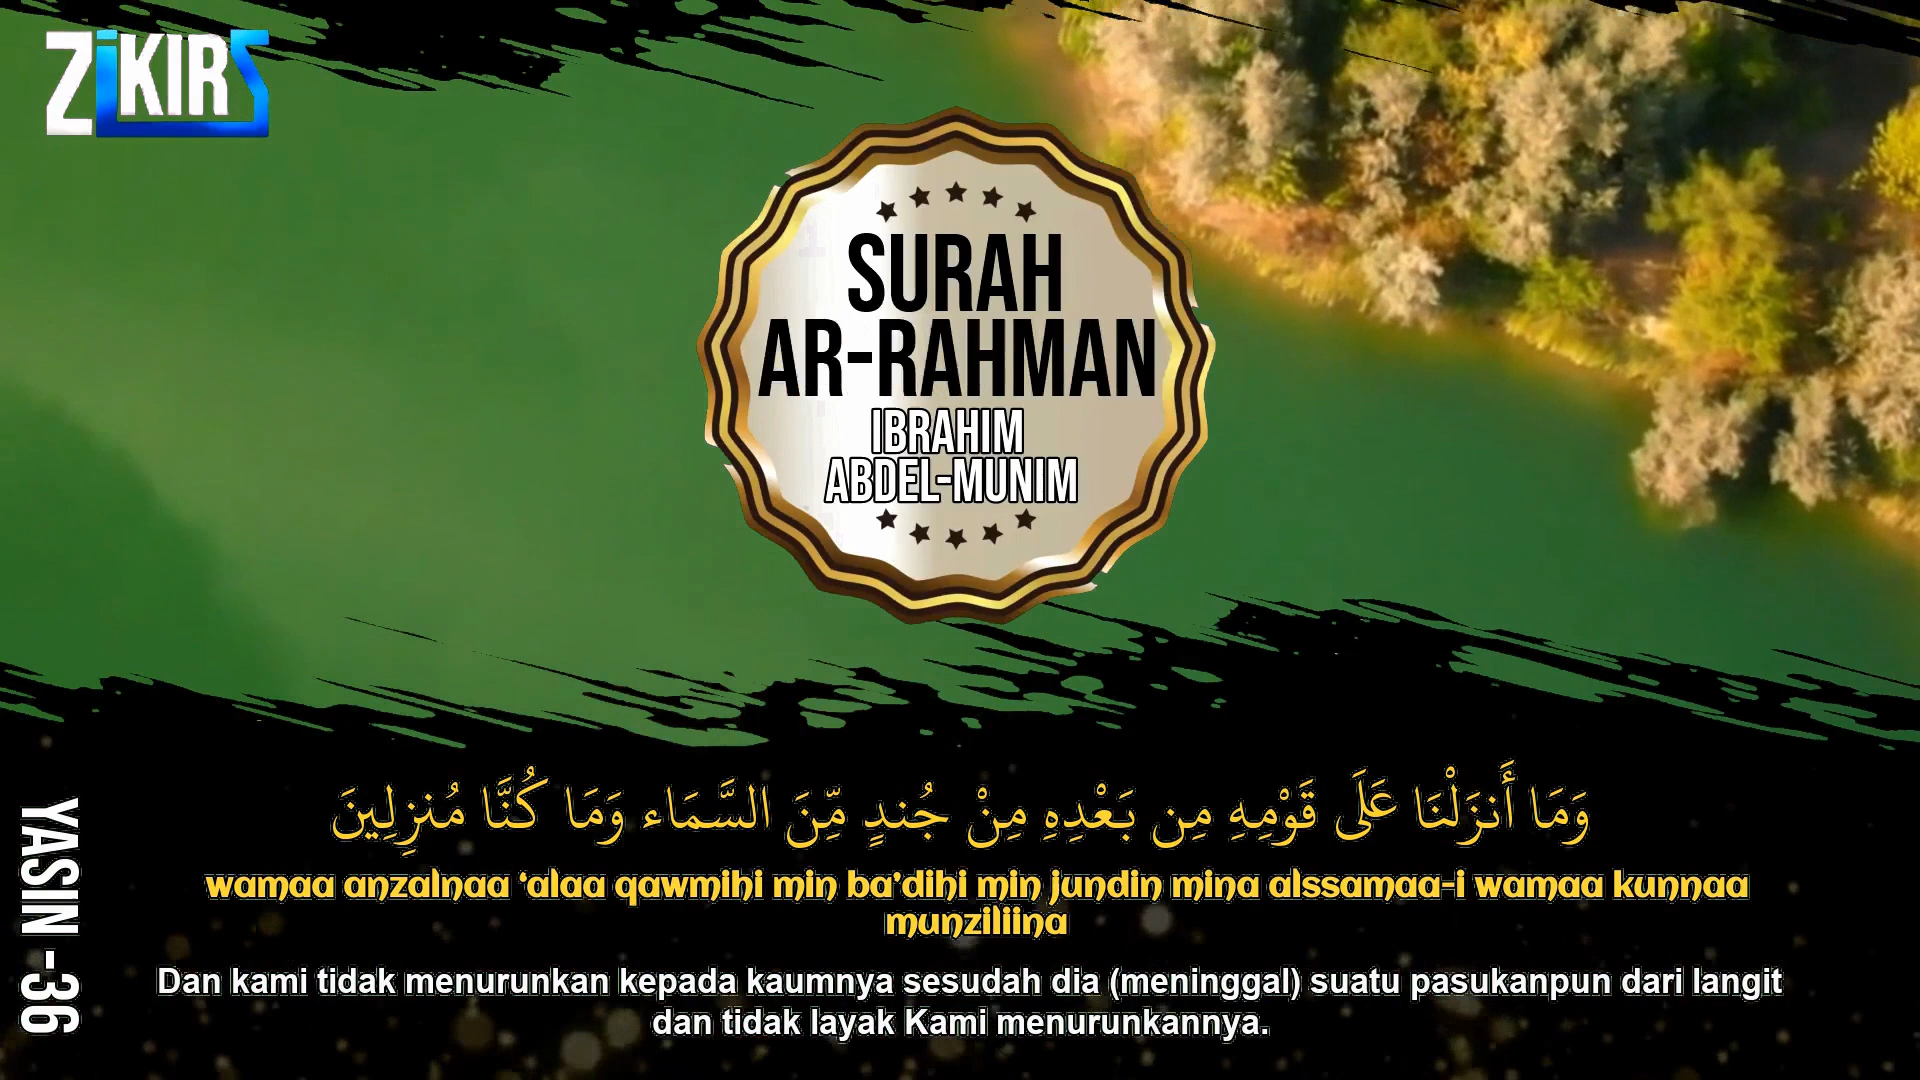 ZiKIRS
SURAH
AR-RAHMAN
IBRAHIM
ABDEL-MUNIM
وَمَا أَنزَلْنَا عَلَى قَوْمِهِ مِن بَعْدِهِ مِنْ جُندٍ مِّنَ السَّمَاء وَمَا كُنَّا مُنزِلِينَ
wamaa anzalnaa ‘alaa qawmihi min ba’dihi min jundin mina alssamaa-i wamaa kunnaa
munziliina
Dan kami tidak menurunkan kepada kaumnya sesudah dia (meninggal) suatu pasukanpun dari langit
dan tidak layak Kami menurunkannya.
YASIN -36